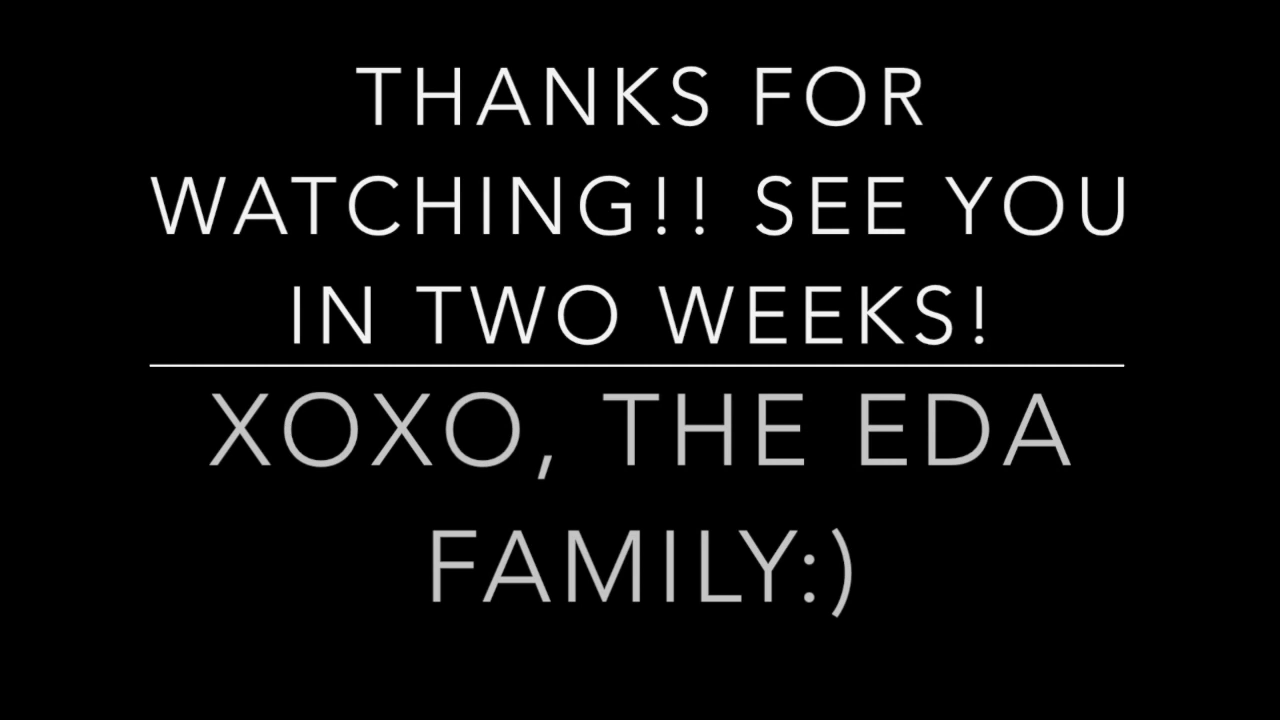 THANKS FOR
WATCHING!! SEE YOU
IN TWO WEEKS!
XOXO, THE EDA
FAMILY:)